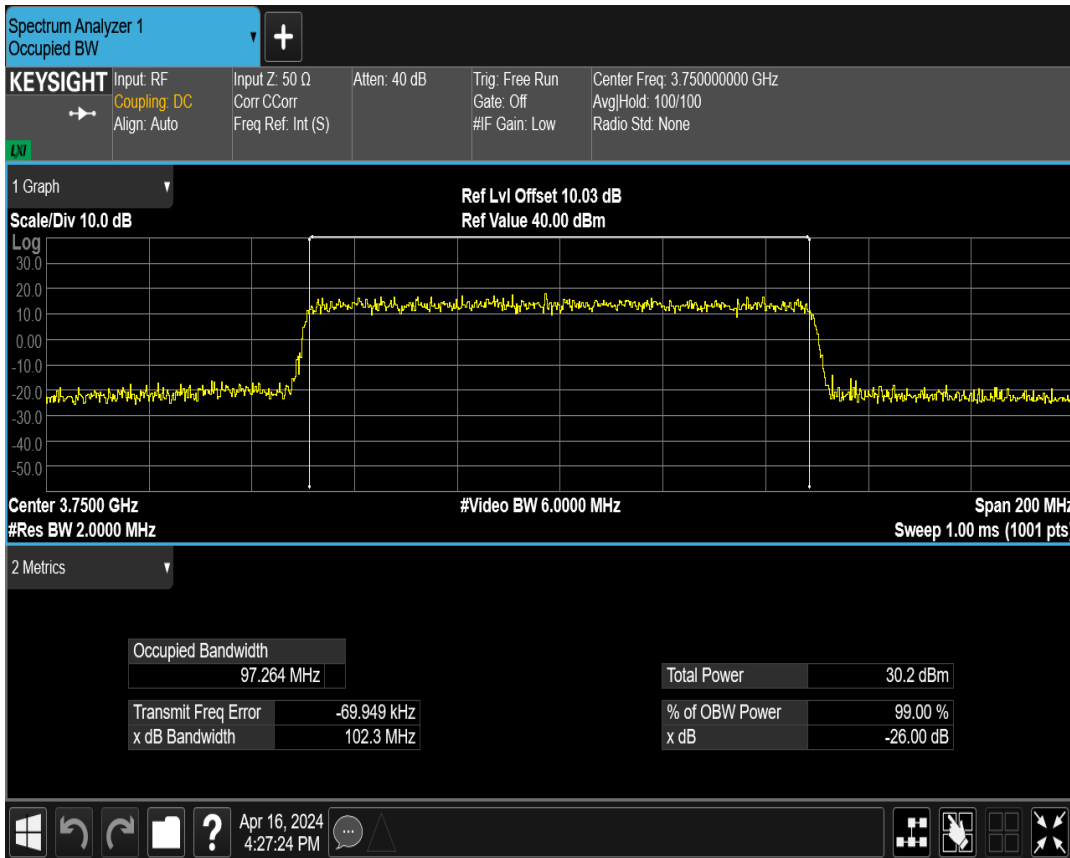 Spectrum Analyzer 1
Occupied BW
KEYSIGHT
LXI
Input: RF
Coupling: DC
Align: Auto
Input Z: 50 Ω
Corr CCorr
Freq Ref: Int (S)
Atten: 40 dB
Trig: Free Run
Gate: Off
#IF Gain: Low
Center Freq: 3.750000000 GHz
Avg|Hold: 100/100
Radio Std: None
1 Graph
Scale/Div 10.0 dB
Ref Lvl Offset 10.03 dB
Ref Value 40.00 dBm
Log
30.0
20.0
10.0
0.00
-10.0
-20.0
-30.0
-40.0
-50.0
Center 3.7500 GHz
#Video BW 6.0000 MHz
Span 200 MHz
#Res BW 2.0000 MHz
Sweep 1.00 ms (1001 pts)
2 Metrics
Occupied Bandwidth
97.264 MHz
Transmit Freq Error -69.949 kHz
x dB Bandwidth 102.3 MHz
Total Power 30.2 dBm
% of OBW Power 99.00 %
x dB -26.00 dB
?
Apr 16, 2024
4:27:24 PM